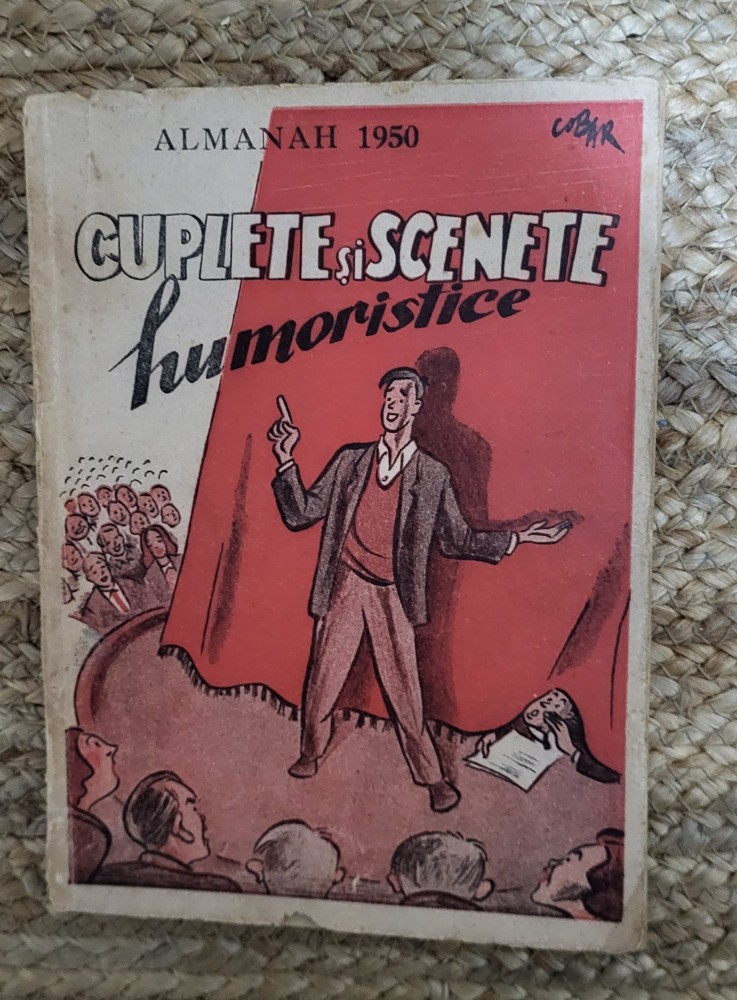 ALMANAH 1950
COBAR
CUPLETE și SCENETE
humoristice